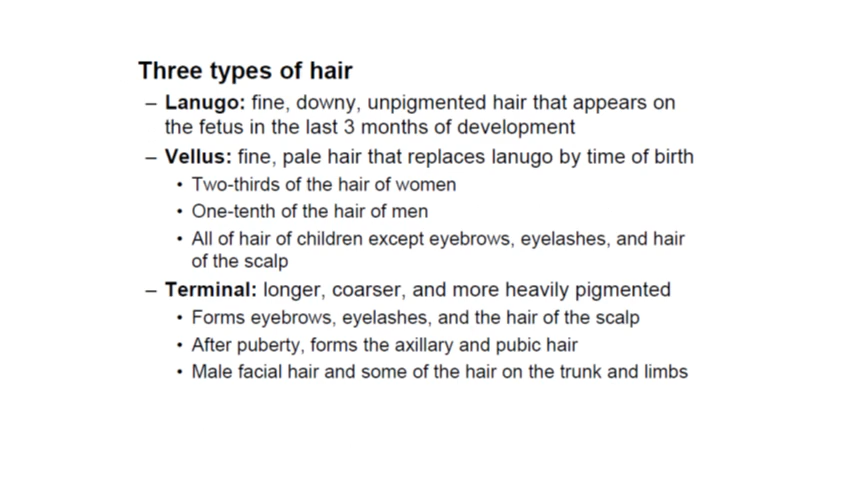 Three types of hair
– Lanugo: fine, downy, unpigmented hair that appears on
the fetus in the last 3 months of development
– Vellus: fine, pale hair that replaces lanugo by time of birth
• Two-thirds of the hair of women
• One-tenth of the hair of men
• All of hair of children except eyebrows, eyelashes, and hair
of the scalp
– Terminal: longer, coarser, and more heavily pigmented
• Forms eyebrows, eyelashes, and the hair of the scalp
• After puberty, forms the axillary and pubic hair
• Male facial hair and some of the hair on the trunk and limbs